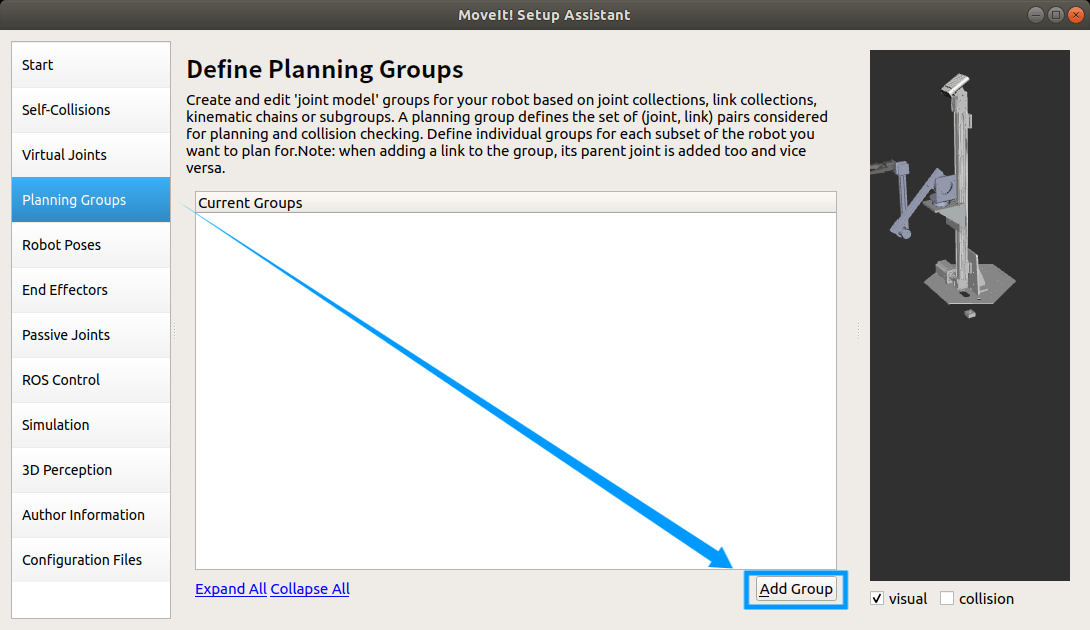 MoveIt! Setup Assistant
Start
Self-Collisions
Virtual Joints
Planning Groups
Robot Poses
End Effectors
Passive Joints
ROS Control
Simulation
3D Perception
Author Information
Configuration Files
Define Planning Groups
Create and edit 'joint model' groups for your robot based on joint collections, link collections,
kinematic chains or subgroups. A planning group defines the set of (joint, link) pairs considered
for planning and collision checking. Define individual groups for each subset of the robot you
want to plan for.Note: when adding a link to the group, its parent joint is added too and vice
versa.
Current Groups
Expand All Collapse All
Add Group
visual collision